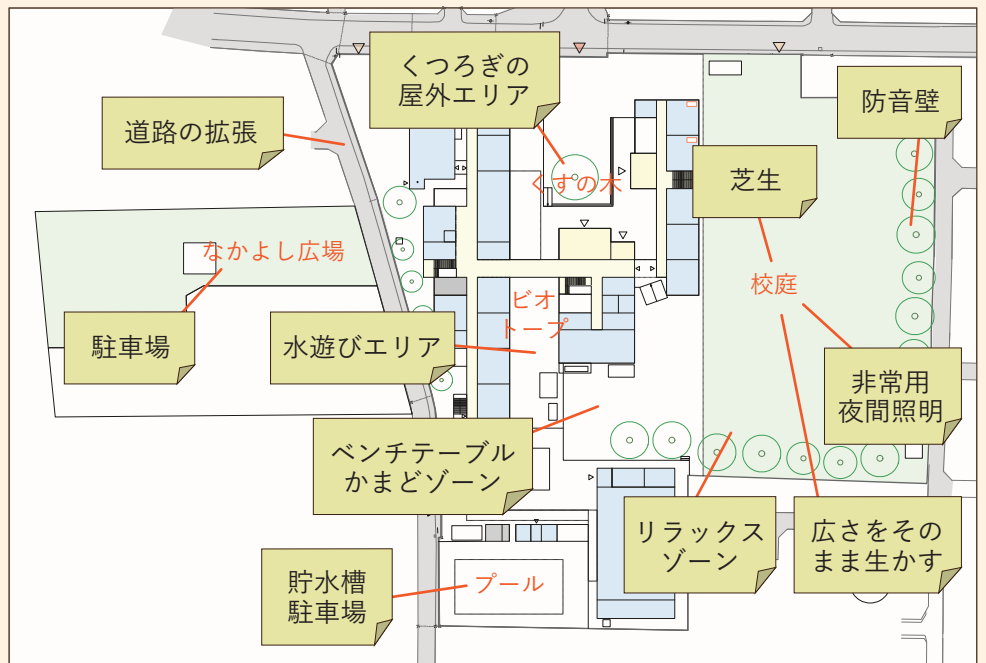 くつろぎの
屋外エリア
防音壁
道路の拡張
芝生
くすの木
なかよし広場
校庭
ビオ
トープ
駐車場
水遊びエリア
非常用
夜間照明
ベンチテーブル
かまどゾーン
リラックス
ゾーン
広さをその
まま生かす
貯水槽
駐車場
プール